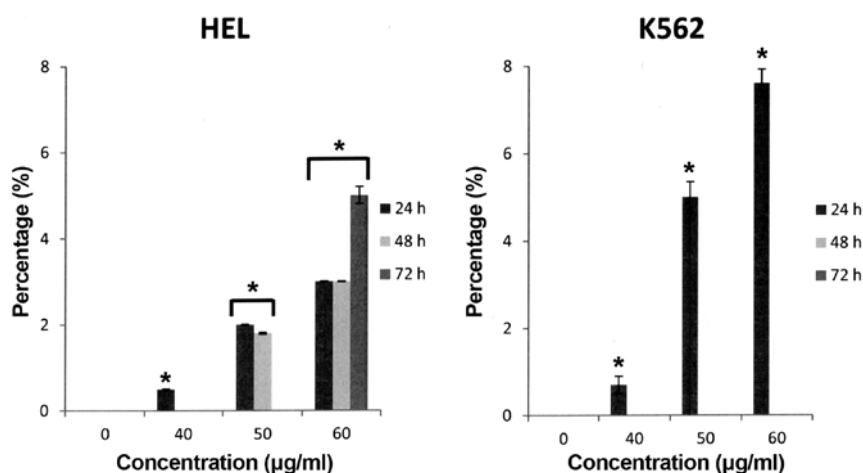 HEL
8
6
4
2
0
Percentage (%)
*
*
*
24 h
48 h
72 h
0 40 50 60
Concentration (µg/ml)
K562
8
6
4
2
0
Percentage (%)
*
*
*
24 h
48 h
72 h
0 40 50 60
Concentration (µg/ml)